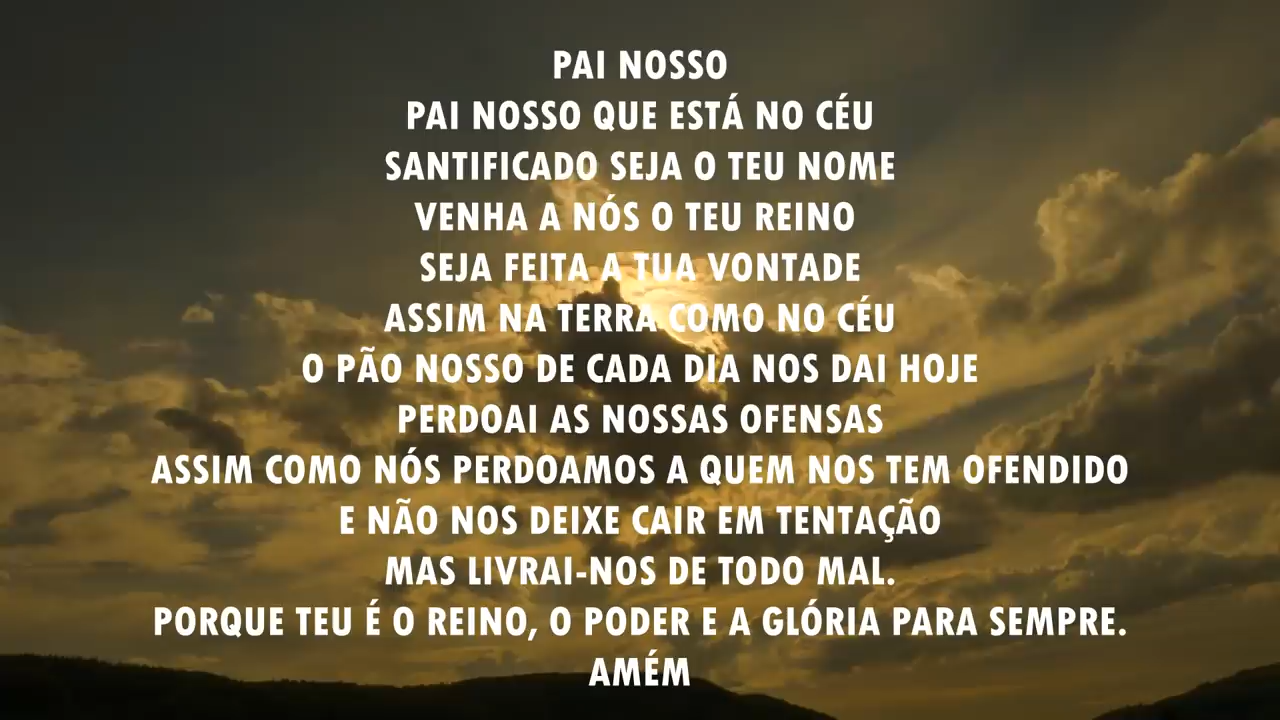 PAI NOSSO
PAI NOSSO QUE ESTÁ NO CÉU
SANTIFICADO SEJA O TEU NOME
VENHA A NÓS O TEU REINO
SEJA FEITA A TUA VONTADE
ASSIM NA TERRA COMO NO CÉU
O PÃO NOSSO DE CADA DIA NOS DAI HOJE
PERDOAI AS NOSSAS OFENSAS
ASSIM COMO NÓS PERDOAMOS A QUEM NOS TEM OFENDIDO
E NÃO NOS DEIXE CAIR EM TENTAÇÃO
MAS LIVRAI-NOS DE TODO MAL.
PORQUE TEU É O REINO, O PODER E A GLÓRIA PARA SEMPRE.
AMÉM